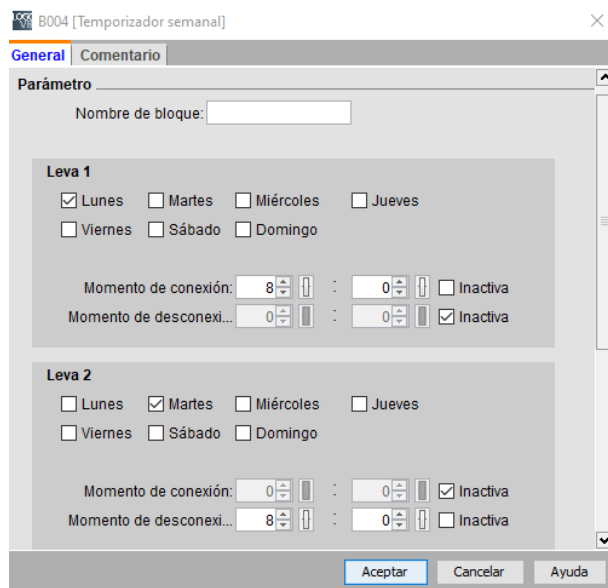 B004 [Temporizador semanal]
General Comentario
Parámetro
Nombre de bloque:
Leva 1
Lunes Martes Miércoles Jueves
Viernes Sábado Domingo
Momento de conexión: 8 : 0 Inactiva
Momento de desconexi... 0 : 0 Inactiva
Leva 2
Lunes Martes Miércoles Jueves
Viernes Sábado Domingo
Momento de conexión: 0 : 0 Inactiva
Momento de desconexi... 8 : 0 Inactiva
Aceptar Cancelar Ayuda